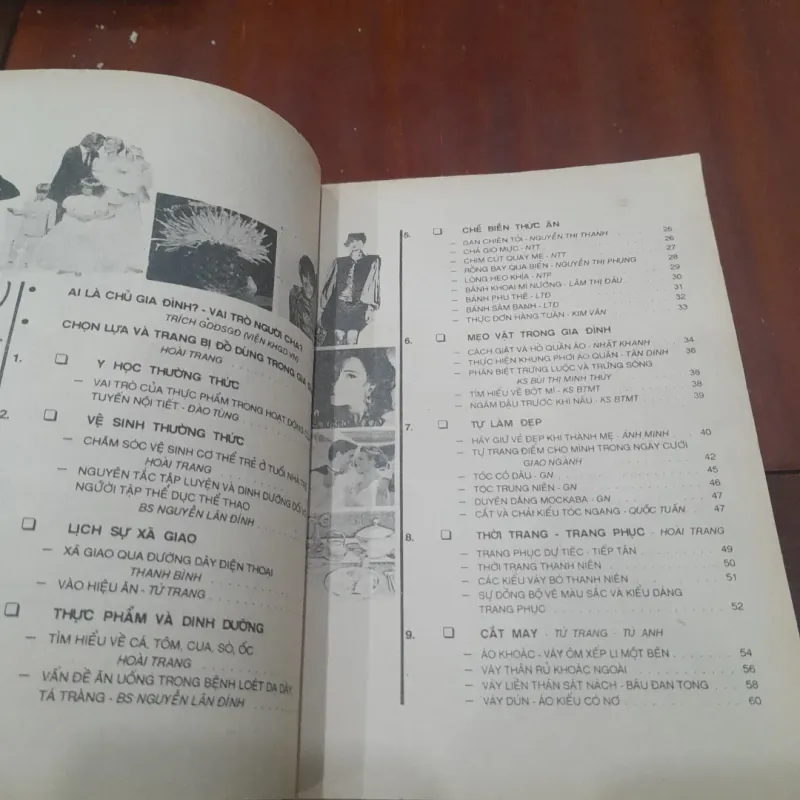 • AI LÀ CHỦ GIA ĐÌNH? - VAI TRÒ NGƯỜI CHA?
TRÍCH GDĐSGĐ (VIỆN KHGD VN)
• CHỌN LỰA VÀ TRANG BỊ ĐỒ DÙNG TRONG GIA
HOÀI TRANG
1. ❏ Y HỌC THƯỜNG THỨC
— VAI TRÒ CỦA THỰC PHẨM TRONG HOẠT ĐỘNG
TUYẾN NỘI TIẾT - ĐÀO TÙNG
2. ❏ VỆ SINH THƯỜNG THỨC
— CHĂM SÓC VỆ SINH CƠ THỂ TRẺ Ở TUỔI NHÀ TRẺ
HOÀI TRANG
— NGUYÊN TẮC TẬP LUYỆN VÀ DINH DƯỠNG ĐỐI
NGƯỜI TẬP THỂ DỤC THỂ THAO
BS NGUYỄN LÂN ĐÍNH
❏ LỊCH SỰ XÃ GIAO
— XÃ GIAO QUA ĐƯỜNG DÂY ĐIỆN THOẠI
THANH BÌNH
— VÀO HIỆU ĂN - TỪ TRANG
❏ THỰC PHẨM VÀ DINH DƯỠNG
— TÌM HIỂU VỀ CÁ, TÔM, CUA, SÒ, ỐC
HOÀI TRANG
— VẤN ĐỀ ĂN UỐNG TRONG BỆNH LOÉT DẠ DÀY
TÁ TRÀNG - BS NGUYỄN LÂN ĐÍNH
5. ❏ CHẾ BIẾN THỨC ĂN
— GAN CHIÊN TỎI - NGUYỄN THỊ THANH 26
— CHẢ GIÒ MỰC - NTT 26
— CHIM CÚT QUAY MẸ - NTT 27
— RỒNG BAY QUA BIỂN - NGUYỄN THỊ PHỤNG 28
— LÒNG HEO KHÌA - NTP 29
— BÁNH KHOAI MÌ NƯỚNG - LÂM THỊ ĐẬU 30
— BÁNH PHU THÊ - LTĐ 31
— BÁNH SÂM BANH - LTĐ 32
— THỰC ĐƠN HÀNG TUẦN - KIM VÂN 33
6. ❏ MẸO VẶT TRONG GIA ĐÌNH
— CÁCH GIẶT VÀ HỒ QUẦN ÁO - NHẤT KHANH 34
— THỰC HIỆN KHUNG PHƠI ÁO QUẦN - TÂN DINH 36
— PHÂN BIỆT TRỨNG LUỘC VÀ TRỨNG SỐNG
KS BÙI THỊ MINH THỦY 38
— TÌM HIỂU VỀ BỘT MÌ - KS BTMT 38
— NGÂM ĐẬU TRƯỚC KHI NẤU - KS BTMT 39
7. ❏ TỰ LÀM ĐẸP
— HÃY GIỮ VẺ ĐẸP KHI THÀNH MẸ - ÁNH MINH 40
— TỰ TRANG ĐIỂM CHO MÌNH TRONG NGÀY CƯỚI
GIAO NGÀNH 42
— TÓC CÔ DÂU - GN 45
— TÓC TRUNG NIÊN - GN 46
— DUYÊN DÁNG MOCKABA - GN 47
— CẮT VÀ CHẢI KIỂU TÓC NGANG - QUỐC TUẤN 47
8. ❏ THỜI TRANG - TRANG PHỤC - HOÀI TRANG
— TRANG PHỤC DỰ TIỆC - TIẾP TÂN 49
— THỜI TRANG THANH NIÊN 50
— CÁC KIỂU VÁY BÒ THANH NIÊN 51
— SỰ ĐỒNG BỘ VỀ MÀU SẮC VÀ KIỂU DÁNG
TRANG PHỤC 52
9. ❏ CẮT MAY - TỪ TRANG - TÚ ANH
— ÁO KHOÁC - VÁY ÔM XẾP LI MỘT BÊN 54
— VÁY THÂN RỦ KHOÁC NGOÀI 56
— VÁY LIỀN THÂN SÁT NÁCH - BÂU ĐAN TONG 58
— VÁY DÚN - ÁO KIỂU CÓ NƠ 60